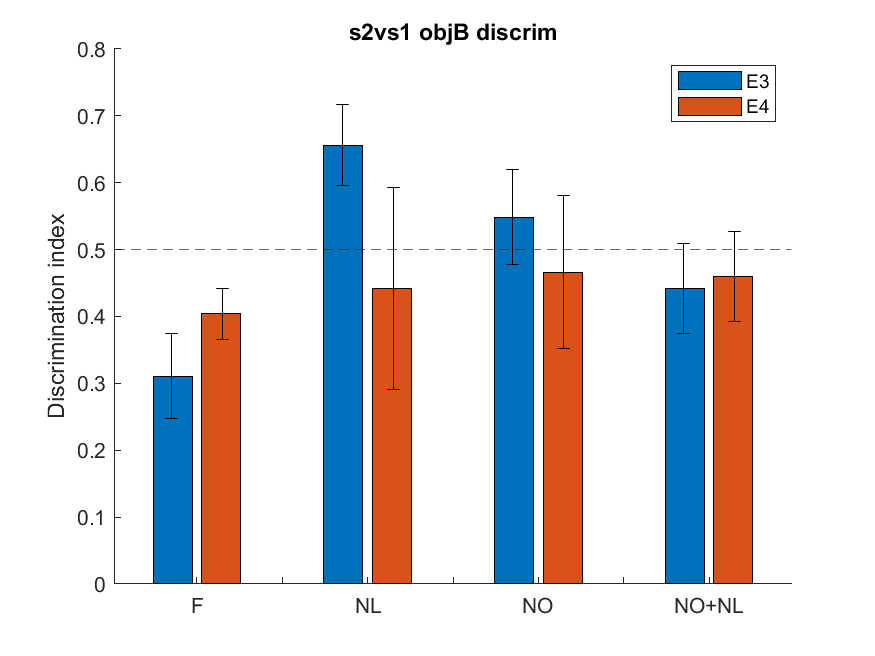 s2vs1 objB discrim
E3
E4
Discrimination index
0.8
0.7
0.6
0.5
0.4
0.3
0.2
0.1
0
F
NL
NO
NO+NL